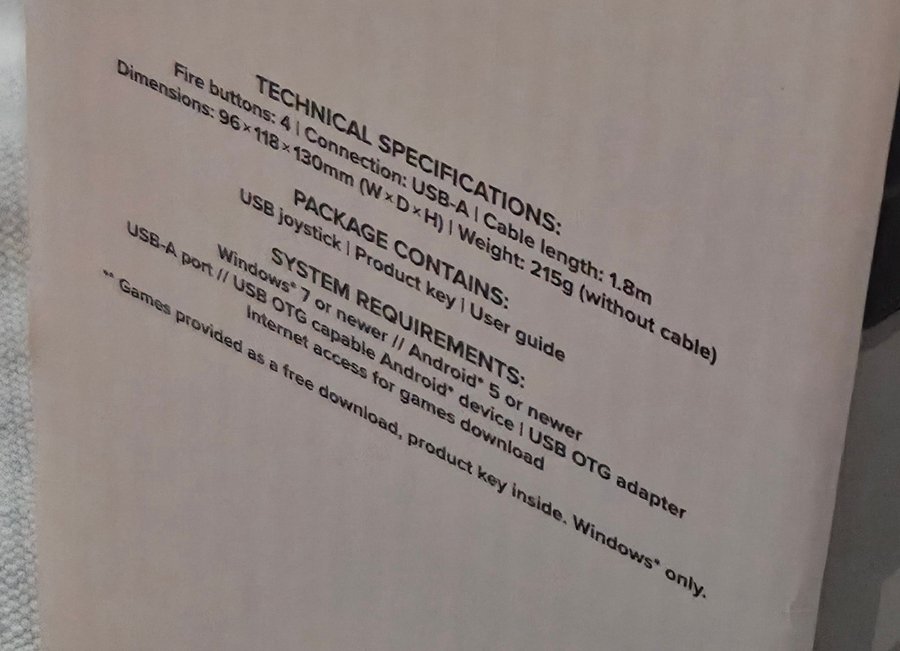 TECHNICAL SPECIFICATIONS:
Fire buttons: 4 | Connection: USB-A | Cable length: 1.8m
Dimensions: 96×118×130mm (W×D×H) | Weight: 215g (without cable)
PACKAGE CONTAINS:
USB joystick | Product key | User guide
SYSTEM REQUIREMENTS:
Windows® 7 or newer // Android® 5 or newer
USB-A port // USB OTG capable Android® device | USB OTG adapter
Internet access for games download
** Games provided as a free download, product key inside. Windows® only.